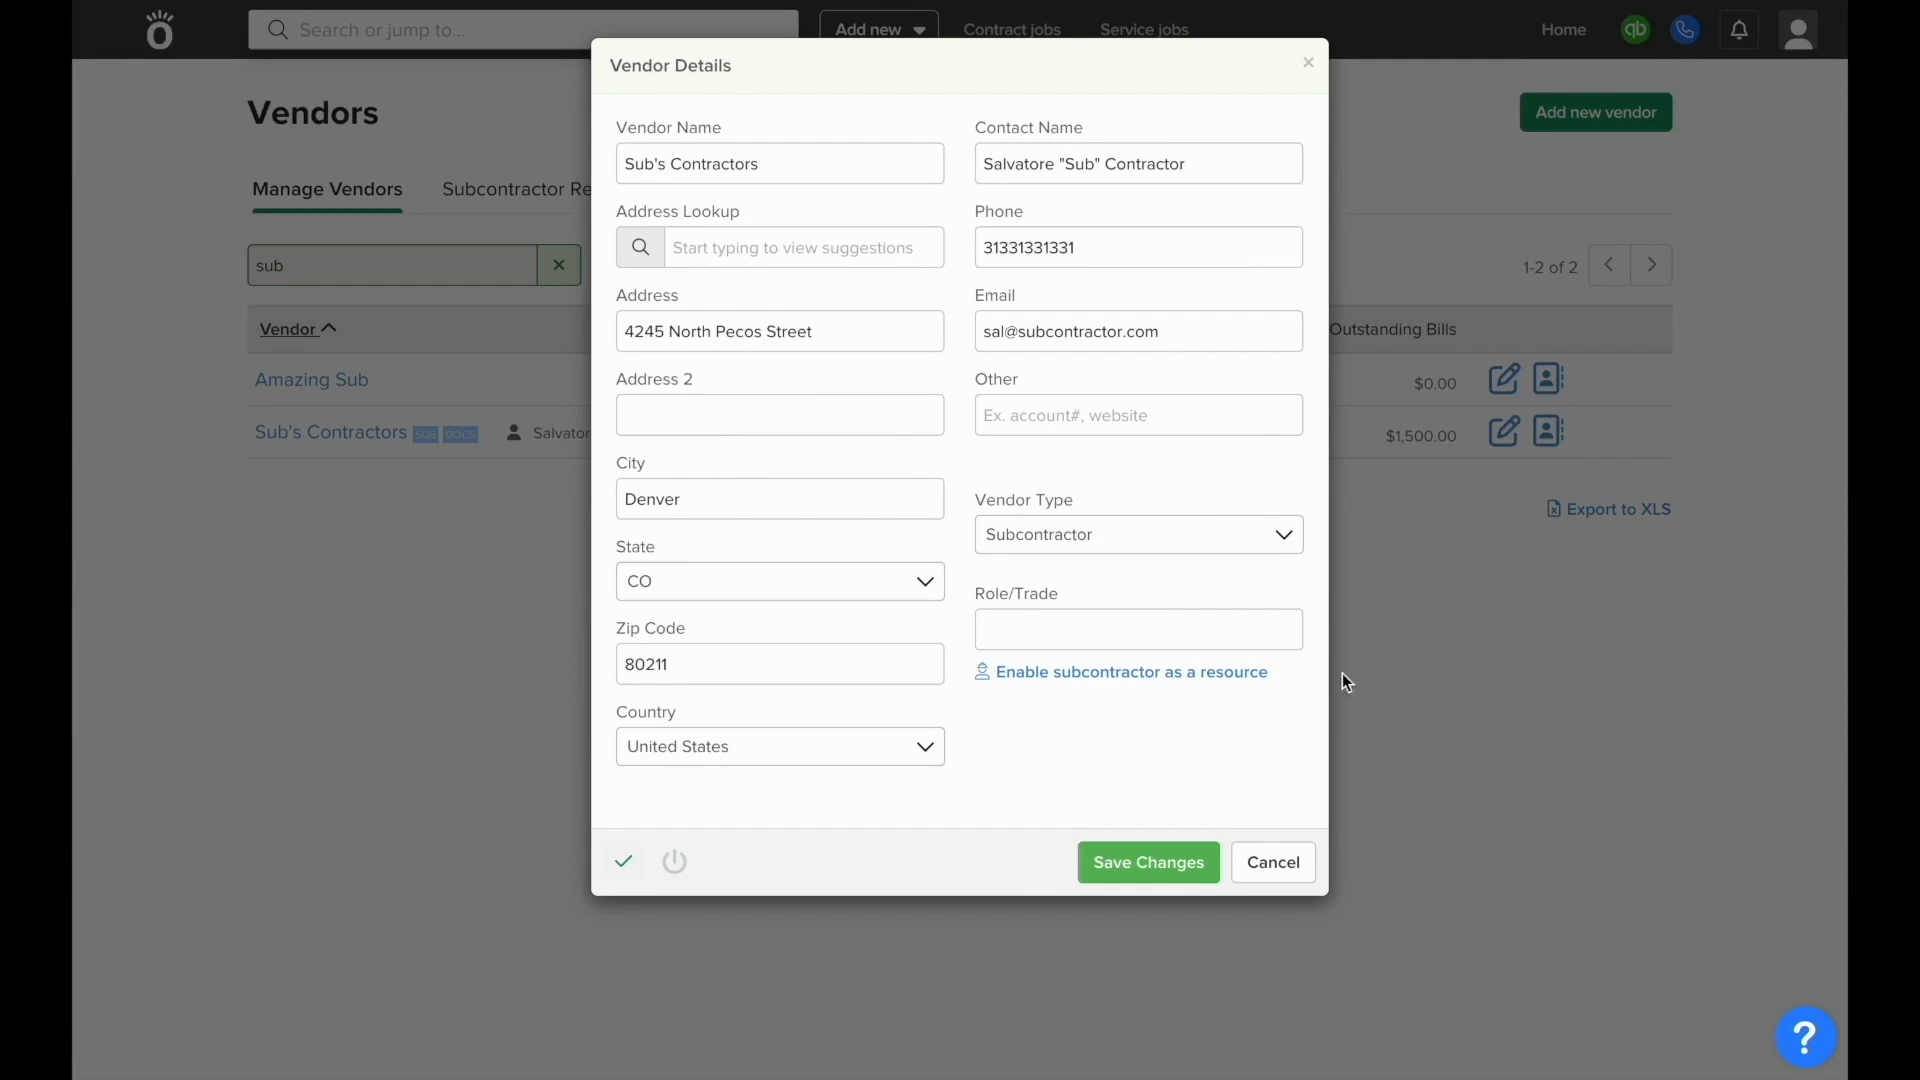 Search or jump to...
Add new
Contract jobs
Service jobs
Home
qb
Vendors
Add new vendor
Manage Vendors
Subcontractor Re
sub
1-2 of 2
Vendor
Outstanding Bills
Amazing Sub
$0.00
Sub's Contractors SUB DOCS
Salvator
$1,500.00
Export to XLS
Vendor Details
Vendor Name
Sub's Contractors
Address Lookup
Start typing to view suggestions
Address
4245 North Pecos Street
Address 2
City
Denver
State
CO
Zip Code
80211
Country
United States
Contact Name
Salvatore "Sub" Contractor
Phone
31331331331
Email
sal@subcontractor.com
Other
Ex. account#, website
Vendor Type
Subcontractor
Role/Trade
Enable subcontractor as a resource
Save Changes
Cancel
?